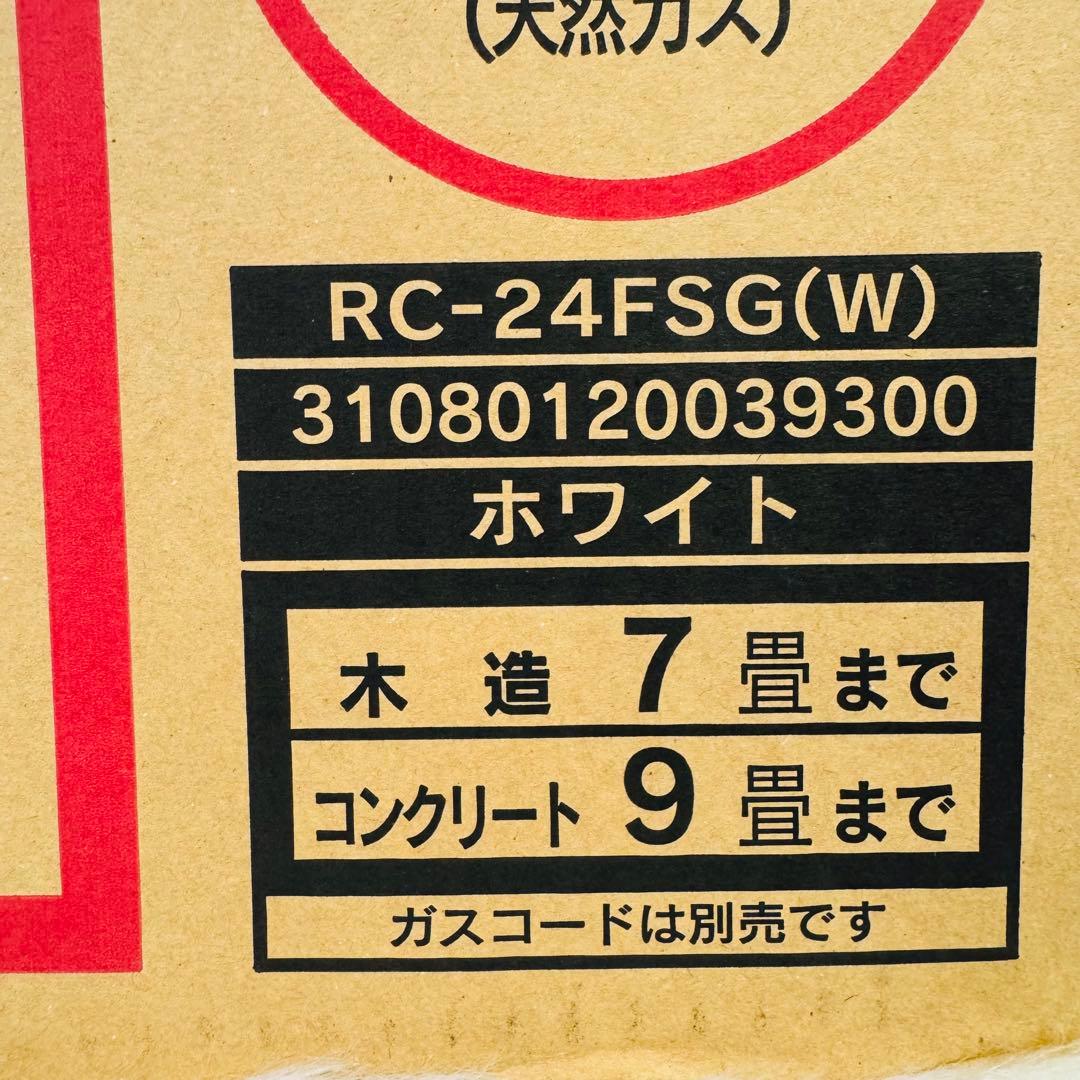 (天然ガス)
RC-24FSG(W)
31080120039300
ホワイト
木造 7 畳まで
コンクリート 9 畳まで
ガスコードは別売です